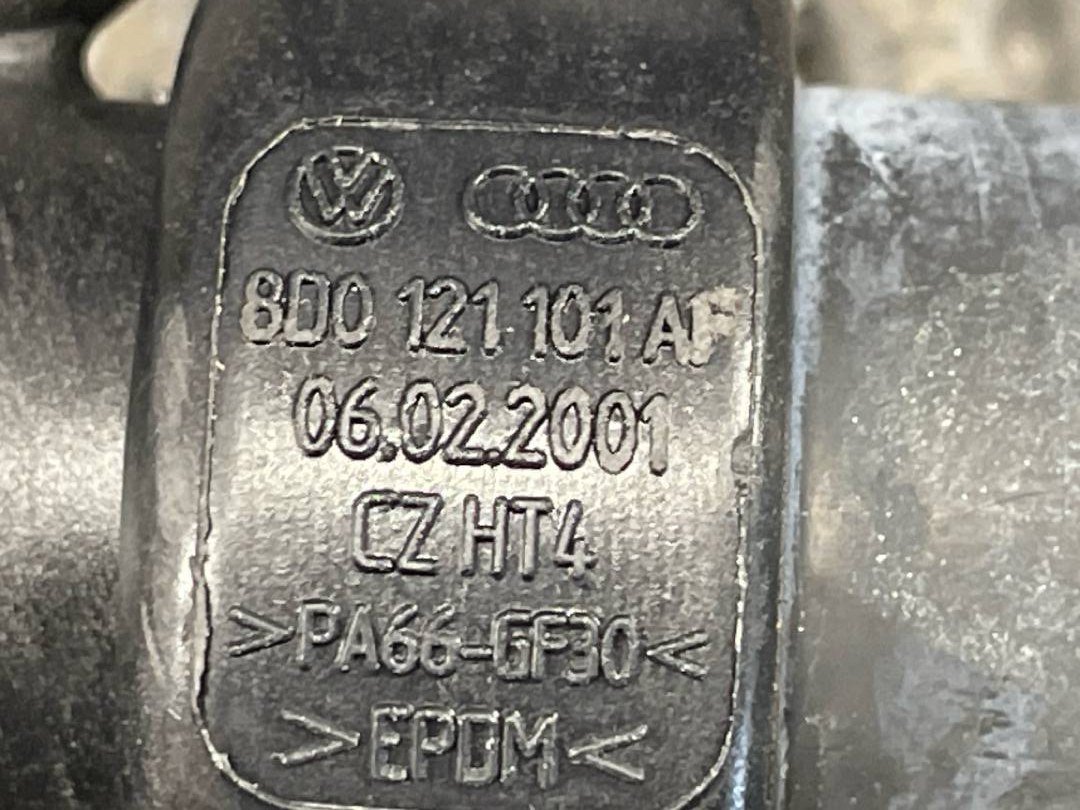 8D0 121 101 AF
06.02.2001
CZ HT4
>PA66-GF30<
>EPDM<